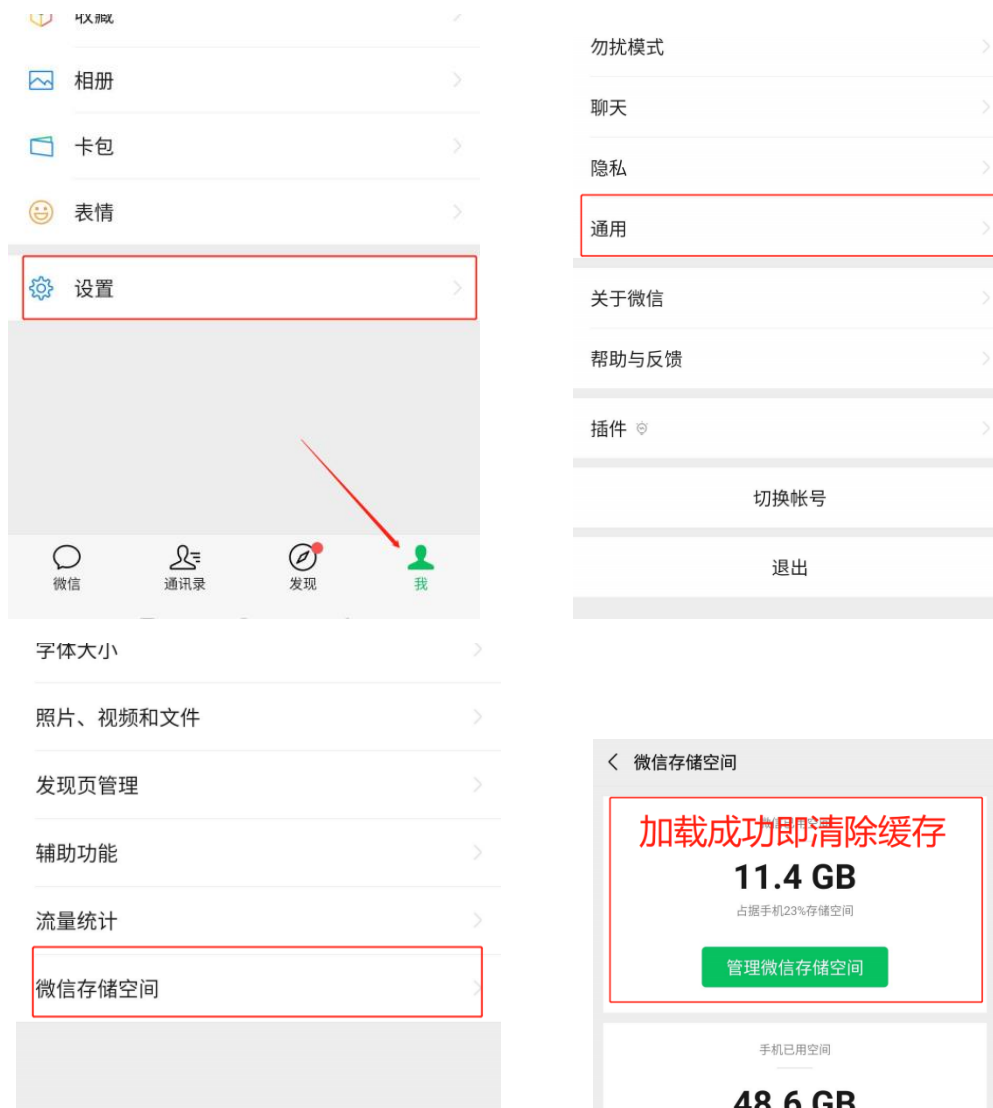 收藏
相册
卡包
表情
设置
微信
通讯录
发现
我
勿扰模式
聊天
隐私
通用
关于微信
帮助与反馈
插件
切换帐号
退出
字体大小
照片、视频和文件
发现页管理
辅助功能
流量统计
微信存储空间
微信存储空间
加载成功即清除缓存
11.4 GB
占据手机23%存储空间
管理微信存储空间
手机已用空间
48.6 GB